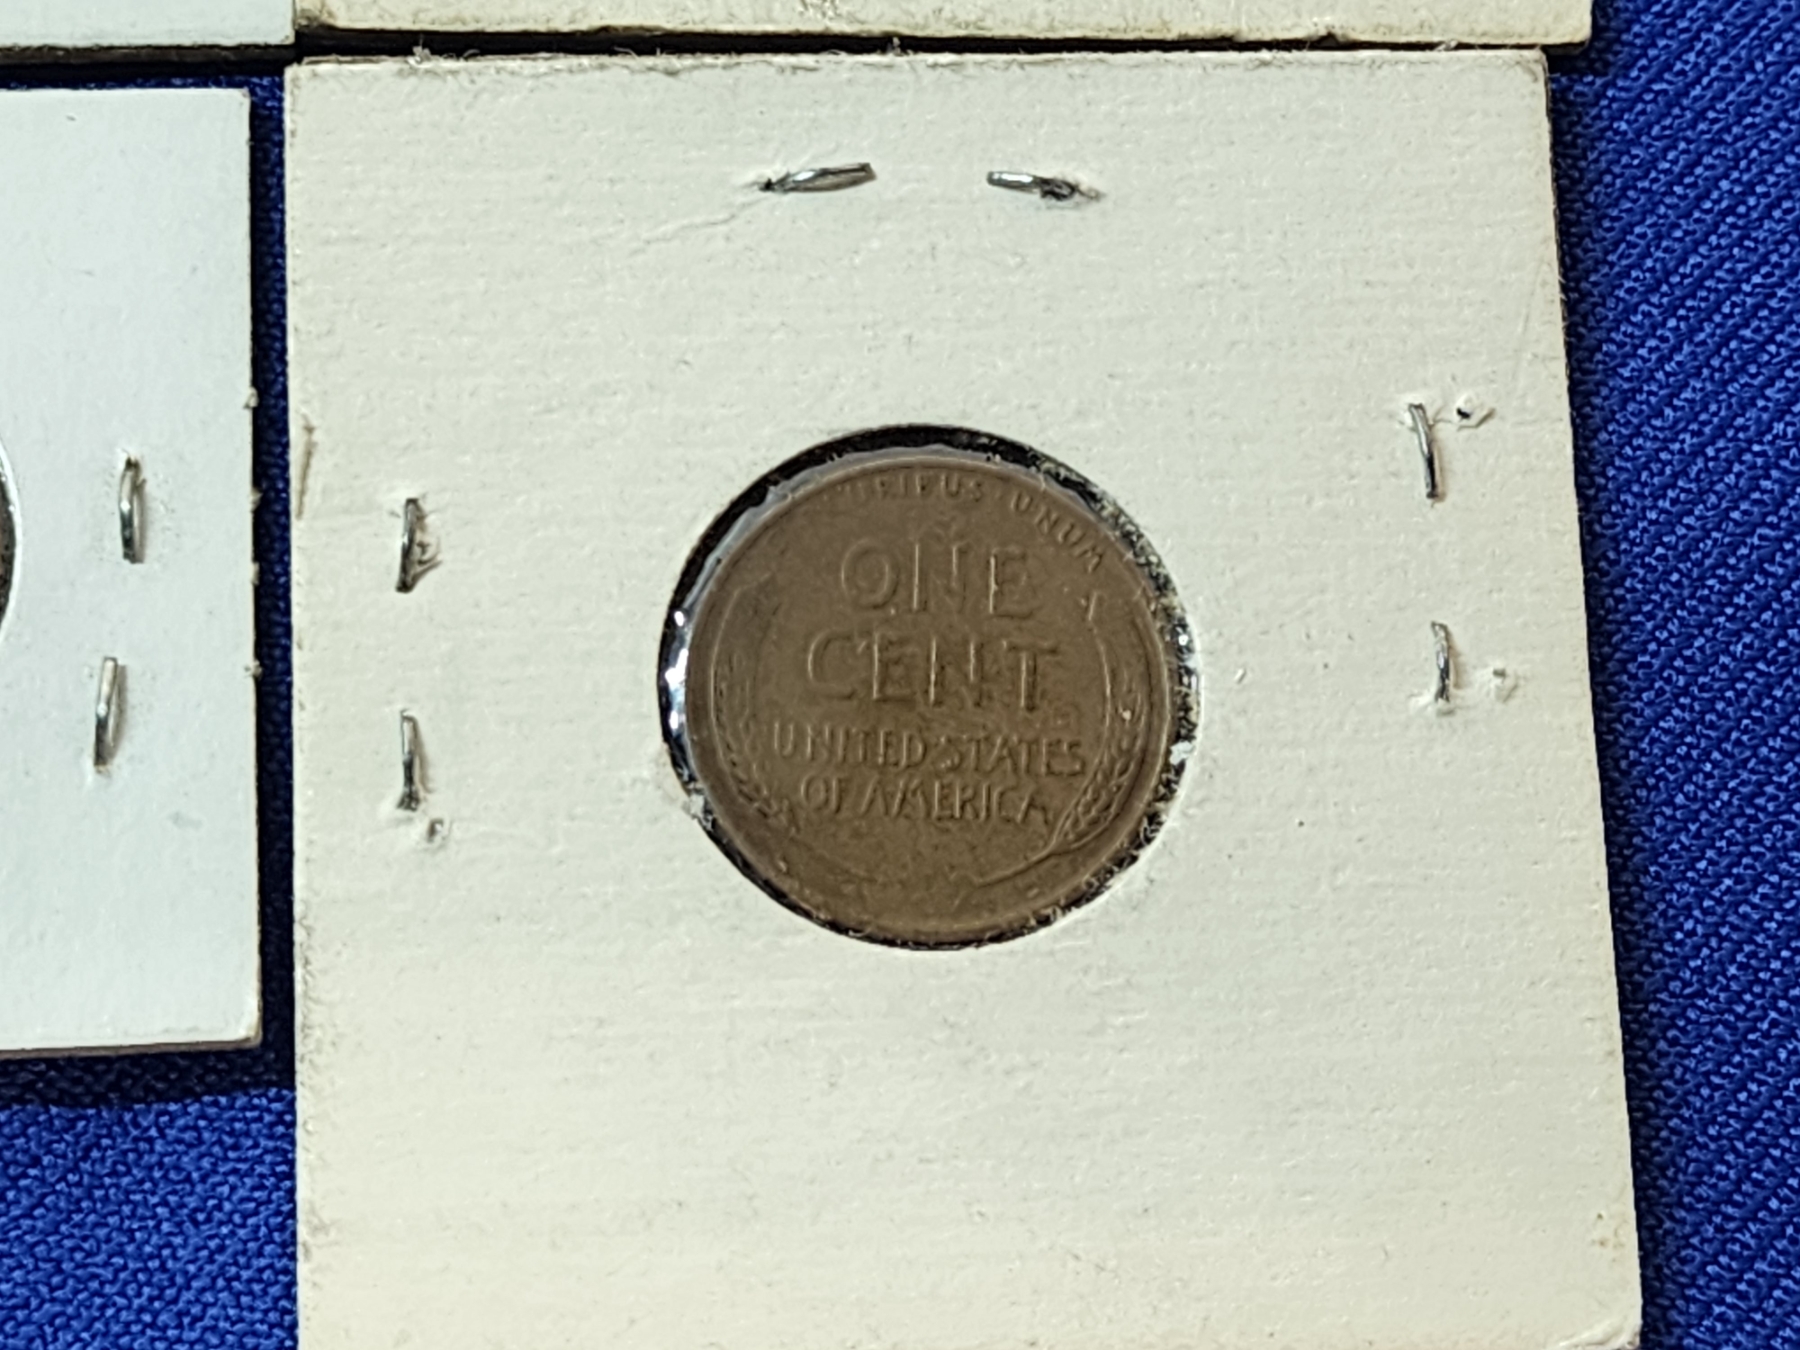 PLURIBUS · UNUM
ONE
CENT
UNITED·STATES
OF AMERICA